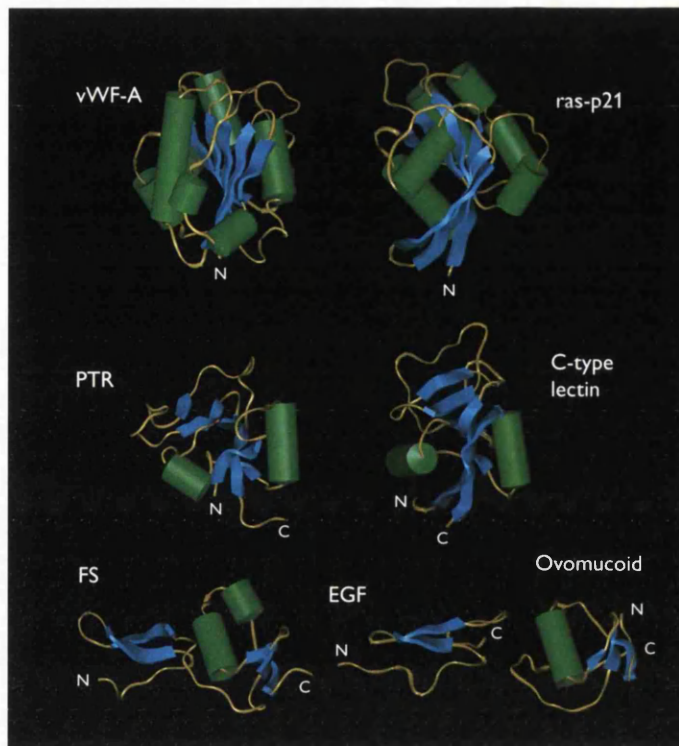 vWF-A
ras-p21
N
N
PTR
C-type
lectin
N
C
N
C
FS
EGF
Ovomucoid
N
C
N
C
N
C